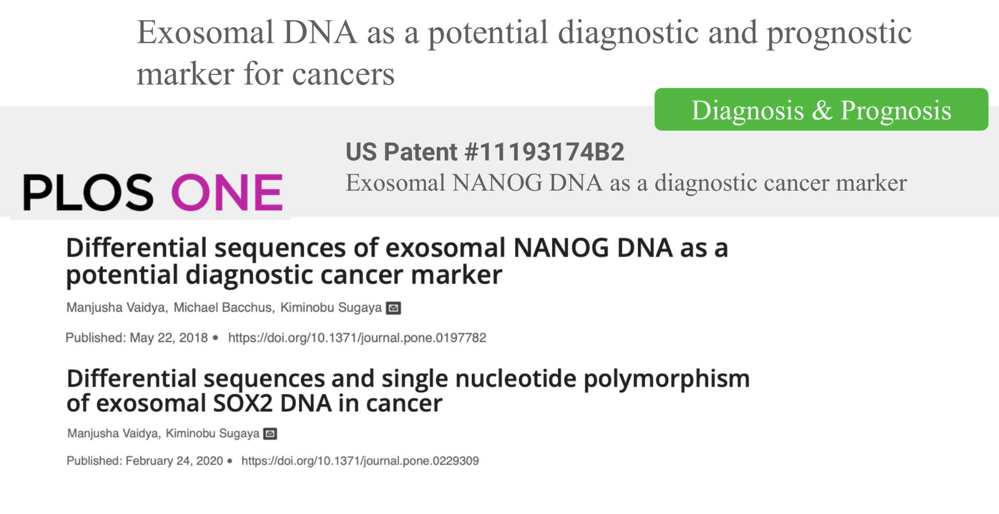 Exosomal DNA as a potential diagnostic and prognostic
marker for cancers
Diagnosis & Prognosis
US Patent #11193174B2
Exosomal NANOG DNA as a diagnostic cancer marker
PLOS ONE
Differential sequences of exosomal NANOG DNA as a
potential diagnostic cancer marker
Manjusha Vaidya, Michael Bacchus, Kiminobu Sugaya
Published: May 22, 2018 • https://doi.org/10.1371/journal.pone.0197782
Differential sequences and single nucleotide polymorphism
of exosomal SOX2 DNA in cancer
Manjusha Vaidya, Kiminobu Sugaya
Published: February 24, 2020 • https://doi.org/10.1371/journal.pone.0229309